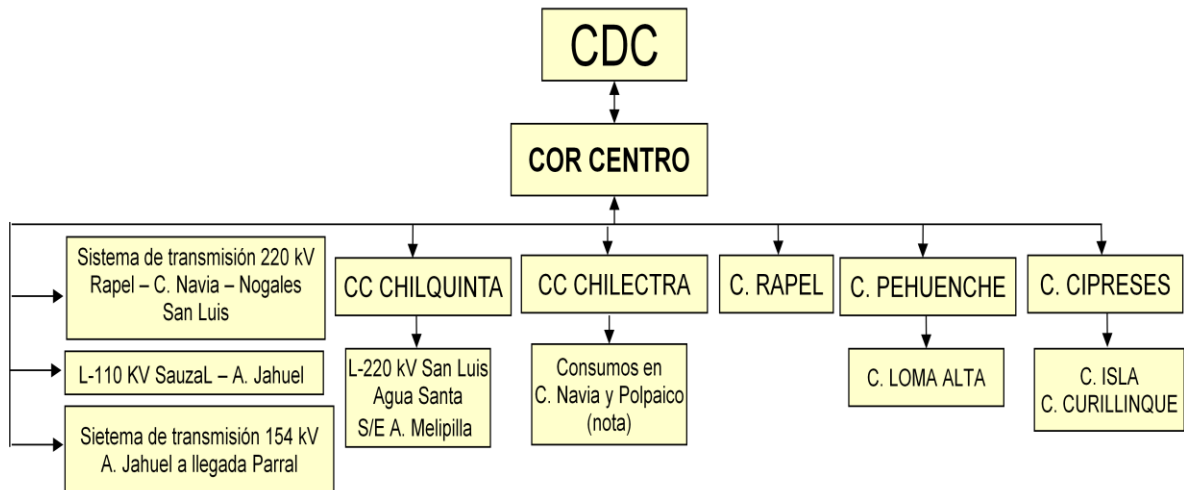 CDC
COR CENTRO
Sistema de transmisión 220 kV
Rapel – C. Navia – Nogales
San Luis
L-110 KV SauzaL – A. Jahuel
Sietema de transmisión 154 kV
A. Jahuel a llegada Parral
CC CHILQUINTA
L-220 kV San Luis
Agua Santa
S/E A. Melipilla
CC CHILECTRA
Consumos en
C. Navia y Polpaico
(nota)
C. RAPEL
C. PEHUENCHE
C. LOMA ALTA
C. CIPRESES
C. ISLA
C. CURILLINQUE